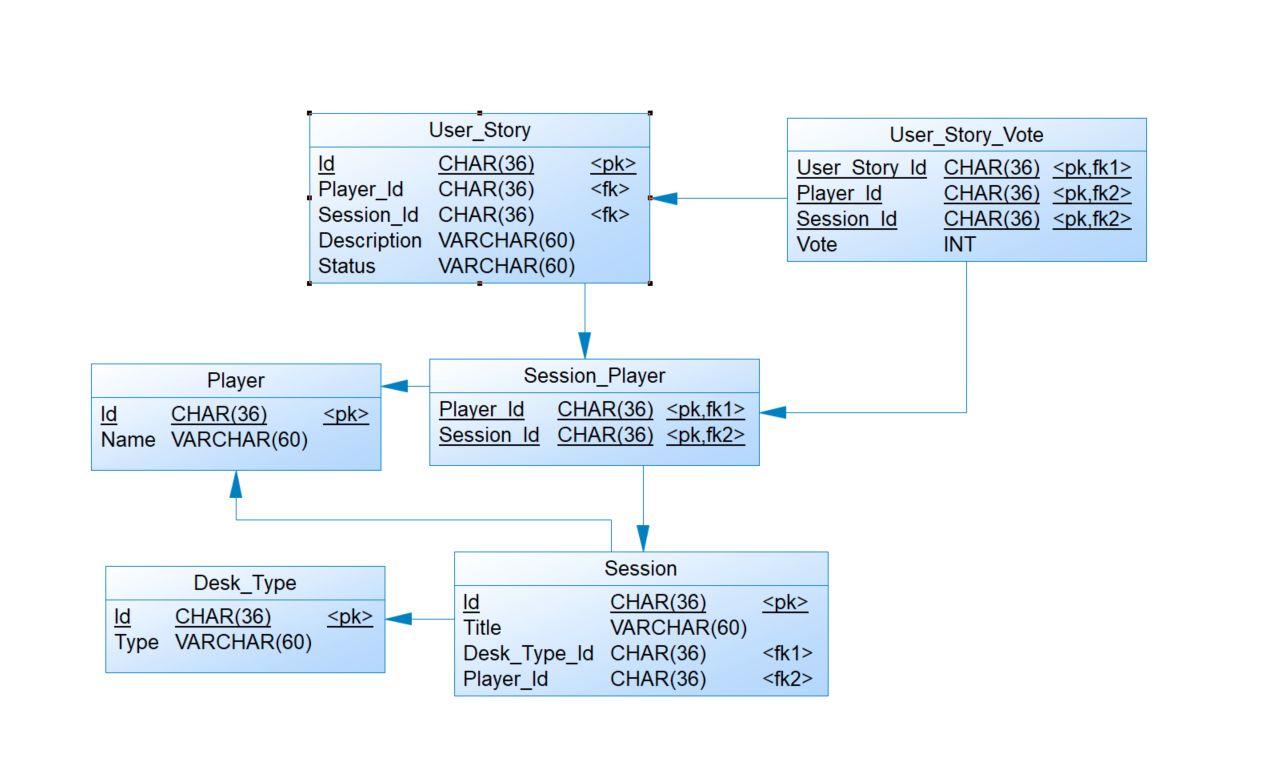 User_Story
Id CHAR(36) <pk>
Player_Id CHAR(36) <fk>
Session_Id CHAR(36) <fk>
Description VARCHAR(60)
Status VARCHAR(60)
User_Story_Vote
User_Story_Id CHAR(36) <pk,fk1>
Player_Id CHAR(36) <pk,fk2>
Session_Id CHAR(36) <pk,fk2>
Vote INT
Player
Id CHAR(36) <pk>
Name VARCHAR(60)
Session_Player
Player_Id CHAR(36) <pk,fk1>
Session_Id CHAR(36) <pk,fk2>
Desk_Type
Id CHAR(36) <pk>
Type VARCHAR(60)
Session
Id CHAR(36) <pk>
Title VARCHAR(60)
Desk_Type_Id CHAR(36) <fk1>
Player_Id CHAR(36) <fk2>